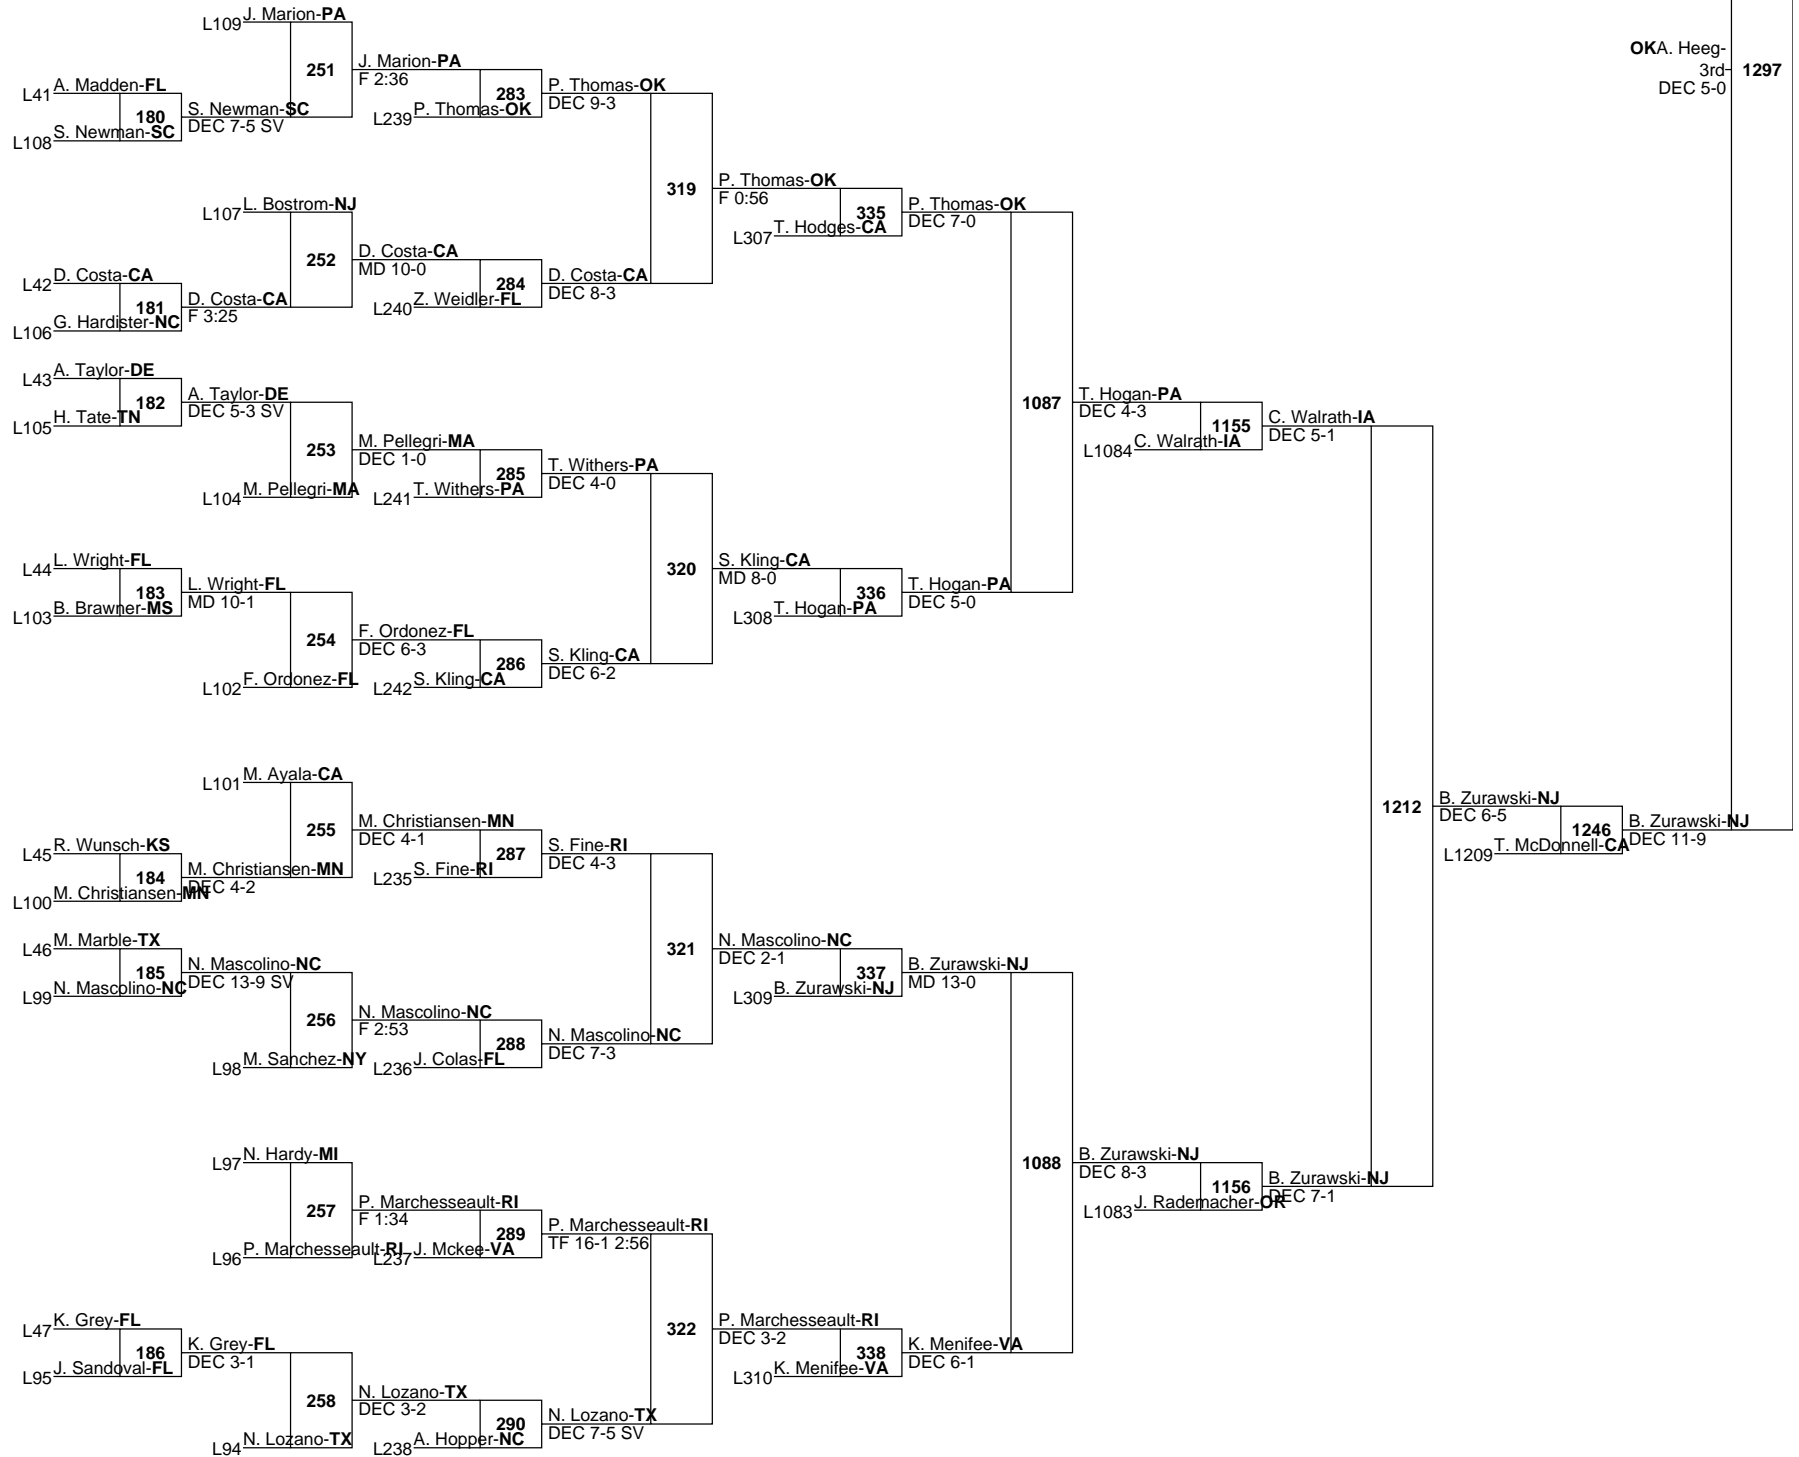 J. Marion-PA
L109
251
J. Marion-PA
F 2:36
A. Madden-FL
L41
180
S. Newman-SC
DEC 7-5 SV
S. Newman-SC
L108
283
P. Thomas-OK
L239
P. Thomas-OK
DEC 9-3
319
L. Bostrom-NJ
L107
252
D. Costa-CA
MD 10-0
D. Costa-CA
L42
181
D. Costa-CA
F 3:25
G. Hardister-NC
L106
284
Z. Weidler-FL
L240
D. Costa-CA
DEC 8-3
P. Thomas-OK
F 0:56
335
T. Hodges-CA
L307
P. Thomas-OK
DEC 7-0
1087
A. Taylor-DE
L43
182
A. Taylor-DE
DEC 5-3 SV
H. Tate-TN
L105
253
M. Pellegri-MA
DEC 1-0
M. Pellegri-MA
L104
285
T. Withers-PA
L241
T. Withers-PA
DEC 4-0
320
L. Wright-FL
L44
183
L. Wright-FL
MD 10-1
B. Brawner-MS
L103
254
F. Ordonez-FL
DEC 6-3
F. Ordonez-FL
L102
286
S. Kling-CA
L242
S. Kling-CA
DEC 6-2
S. Kling-CA
MD 8-0
336
T. Hogan-PA
L308
T. Hogan-PA
DEC 5-0
T. Hogan-PA
DEC 4-3
1155
C. Walrath-IA
L1084
C. Walrath-IA
DEC 5-1
1212
M. Ayala-CA
L101
255
M. Christiansen-MN
DEC 4-1
R. Wunsch-KS
L45
184
M. Christiansen-MN
DEC 4-2
M. Christiansen-MN
L100
287
S. Fine-RI
L235
S. Fine-RI
DEC 4-3
321
M. Marble-TX
L46
185
N. Mascolino-NC
DEC 13-9 SV
N. Mascolino-NC
L99
256
N. Mascolino-NC
F 2:53
M. Sanchez-NY
L98
288
J. Colas-FL
L236
N. Mascolino-NC
DEC 7-3
N. Mascolino-NC
DEC 2-1
337
B. Zurawski-NJ
L309
B. Zurawski-NJ
MD 13-0
1088
N. Hardy-MI
L97
257
P. Marchesseault-RI
F 1:34
P. Marchesseault-RI
L96
289
J. Mckee-VA
L237
P. Marchesseault-RI
TF 16-1 2:56
322
K. Grey-FL
L47
186
K. Grey-FL
DEC 3-1
J. Sandoval-FL
L95
258
N. Lozano-TX
DEC 3-2
N. Lozano-TX
L94
290
A. Hopper-NC
L238
N. Lozano-TX
DEC 7-5 SV
P. Marchesseault-RI
DEC 3-2
338
K. Menifee-VA
L310
K. Menifee-VA
DEC 6-1
B. Zurawski-NJ
DEC 8-3
1156
J. Rademacher-OR
L1083
B. Zurawski-NJ
DEC 7-1
B. Zurawski-NJ
DEC 6-5
1246
T. McDonnell-CA
L1209
B. Zurawski-NJ
DEC 11-9
OKA. Heeg-
3rd
DEC 5-0
1297